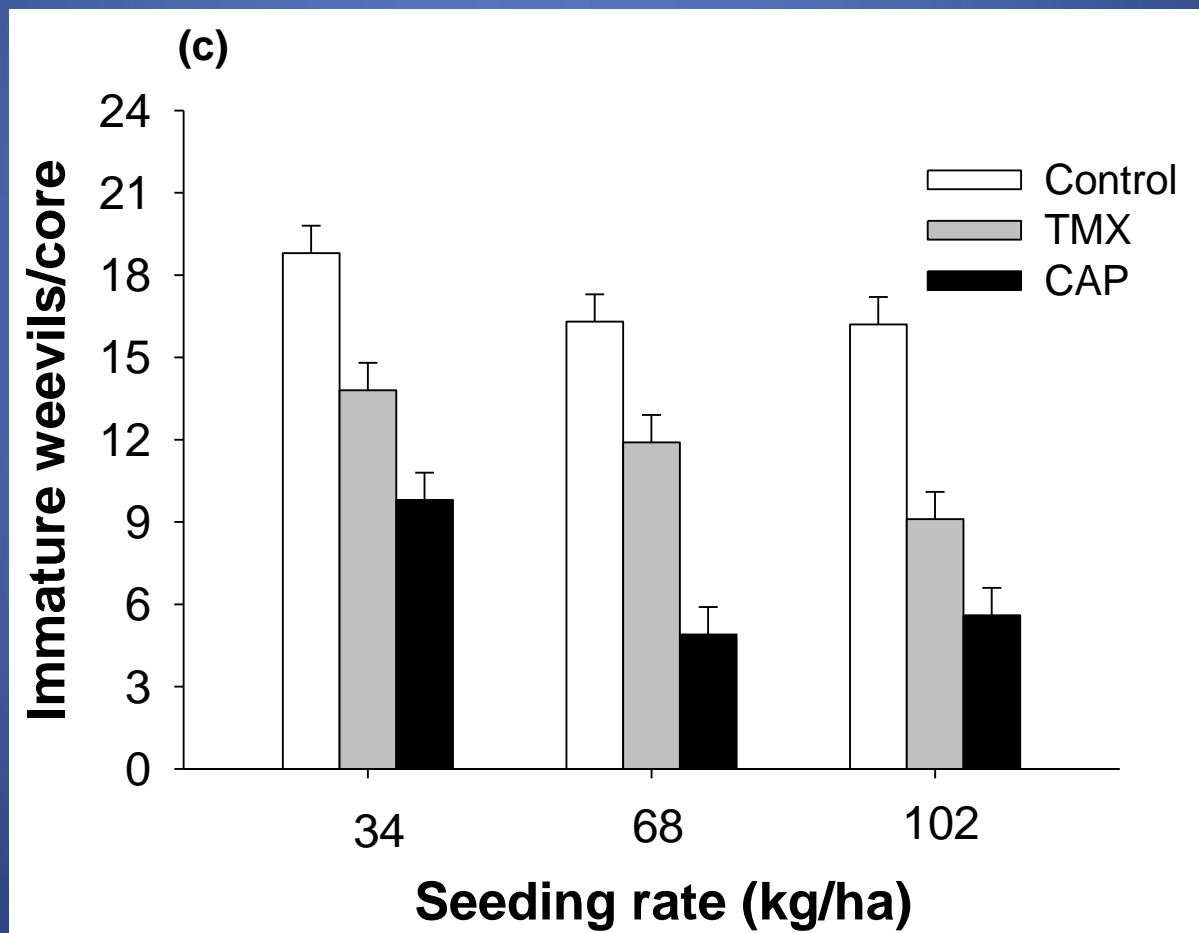 (c)
Immature weevils/core
24
21
18
15
12
9
6
3
0
Control
TMX
CAP
34 68 102
Seeding rate (kg/ha)